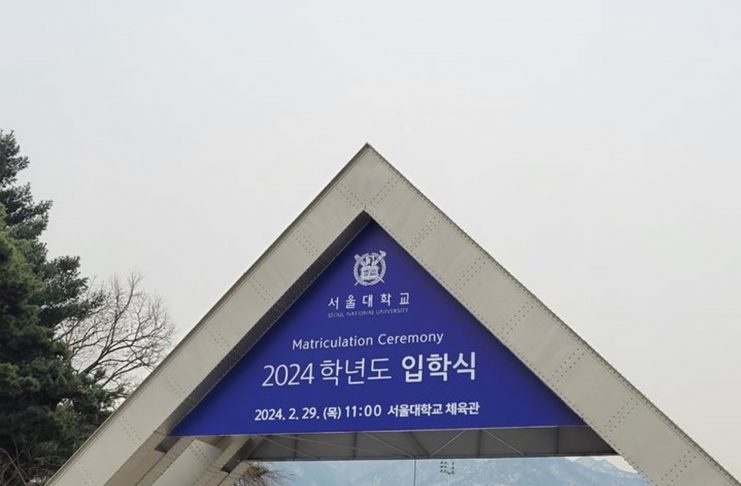 서울대학교
SEOUL NATIONAL UNIVERSITY
Matriculation Ceremony
2024 학년도 입학식
2024. 2. 29. (목) 11:00 서울대학교 체육관